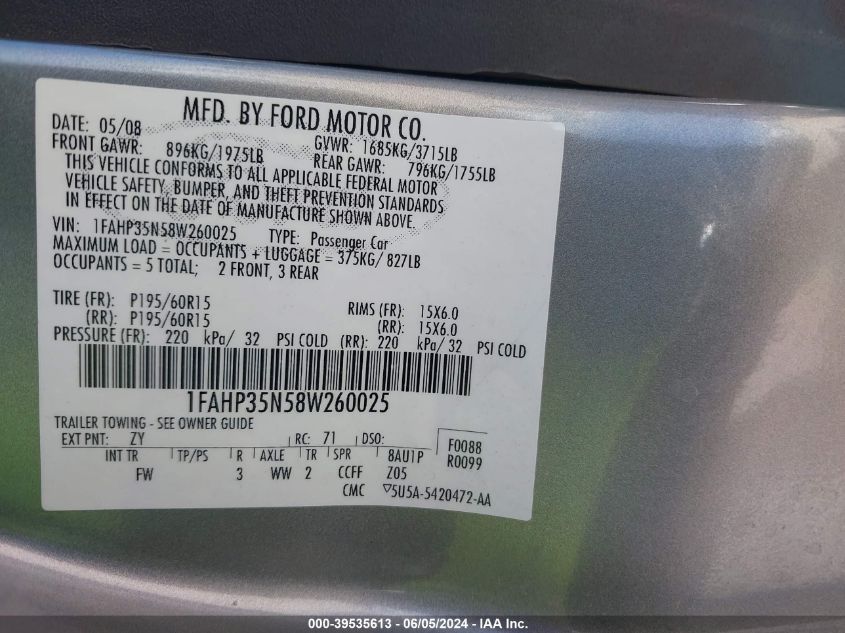 MFD. BY FORD MOTOR CO.
DATE: 05/08 GVWR: 1685KG/3715LB
FRONT GAWR: 896KG/1975LB REAR GAWR: 796KG/1755LB
THIS VEHICLE CONFORMS TO ALL APPLICABLE FEDERAL MOTOR
VEHICLE SAFETY, BUMPER, AND THEFT PREVENTION STANDARDS
IN EFFECT ON THE DATE OF MANUFACTURE SHOWN ABOVE.
VIN: 1FAHP35N58W260025 TYPE: Passenger Car
MAXIMUM LOAD = OCCUPANTS + LUGGAGE = 375KG/ 827LB
OCCUPANTS = 5 TOTAL; 2 FRONT, 3 REAR
TIRE (FR): P195/60R15 RIMS (FR): 15X6.0
(RR): P195/60R15 (RR): 15X6.0
PRESSURE (FR): 220 kPa/ 32 PSI COLD (RR): 220 kPa/ 32 PSI COLD
1FAHP35N58W260025
TRAILER TOWING - SEE OWNER GUIDE
EXT PNT: ZY RC: 71 DSO: F0088
INT TR TP/PS R AXLE TR SPR 8AU1P R0099
FW 3 WW 2 CCFF Z05
CMC ▽5U5A-5420472-AA
000-39535613 - 06/05/2024 - IAA Inc.